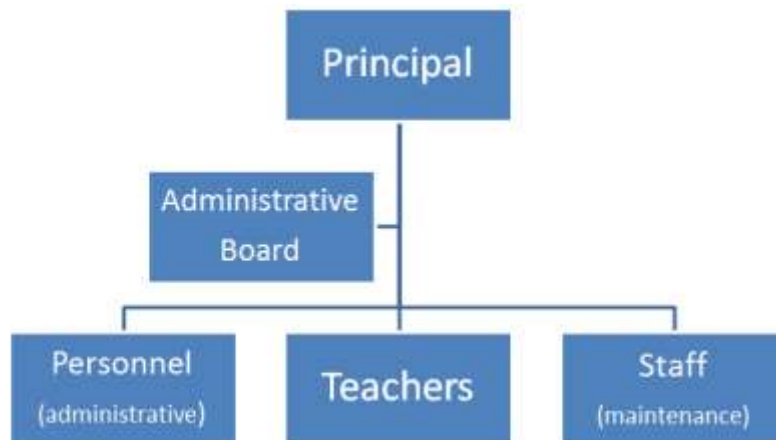 Principal
Administrative
Board
Personnel
(administrative)
Teachers
Staff
(maintenance)